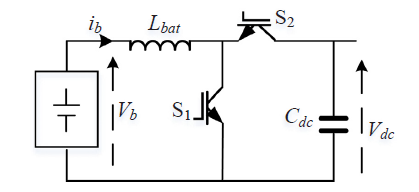 i_b L_bat S_2
V_b S_1 C_dc V_dc